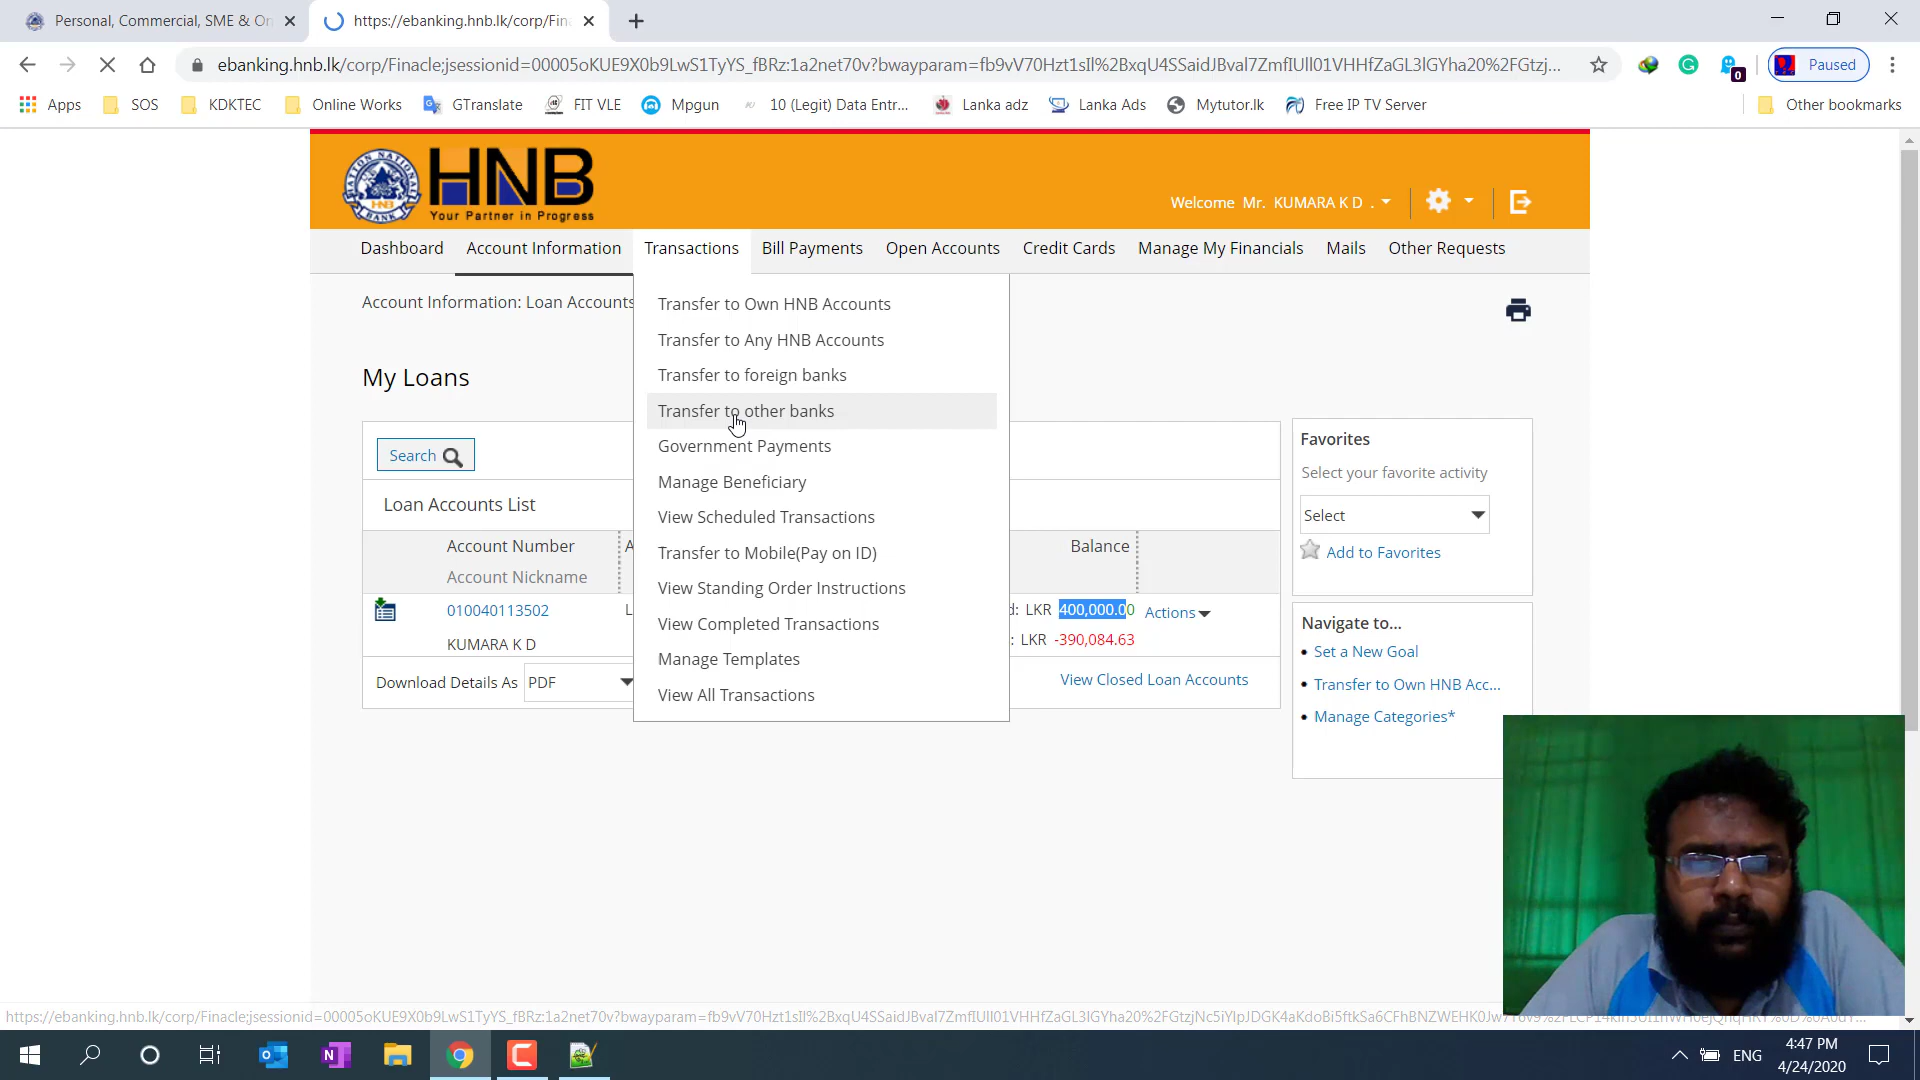 Personal, Commercial, SME & On
https://ebanking.hnb.lk/corp/Fin
ebanking.hnb.lk/corp/Finacle;jsessionid=00005oKUE9X0b9LwS1TyYS_fBRz:1a2net70v?bwayparam=fb9vV70Hzt1sIl%2BxqU4SSaidJBval7ZmfIUll01VHHfZaGL3lGYha20%2FGtzj...
Paused
0
Apps
SOS
KDKTEC
Online Works
GTranslate
FIT VLE
Mpgun
10 (Legit) Data Entr...
Lanka adz
Lanka Ads
Mytutor.lk
Free IP TV Server
Other bookmarks
HATTON NATIONAL BANK
HNB
HNB
Your Partner in Progress
Welcome Mr. KUMARA K D .
Dashboard
Account Information
Transactions
Bill Payments
Open Accounts
Credit Cards
Manage My Financials
Mails
Other Requests
Account Information: Loan Accounts
Transfer to Own HNB Accounts
Transfer to Any HNB Accounts
Transfer to foreign banks
Transfer to other banks
Government Payments
Manage Beneficiary
View Scheduled Transactions
Transfer to Mobile(Pay on ID)
View Standing Order Instructions
View Completed Transactions
Manage Templates
View All Transactions
My Loans
Search
Loan Accounts List
Account Number
Account Nickname
A
Balance
010040113502
L
d: LKR 400,000.00
Actions
KUMARA K D
: LKR -390,084.63
Download Details As
PDF
View Closed Loan Accounts
Favorites
Select your favorite activity
Select
Add to Favorites
Navigate to...
Set a New Goal
Transfer to Own HNB Acc...
Manage Categories*
ENG
4:47 PM
4/24/2020